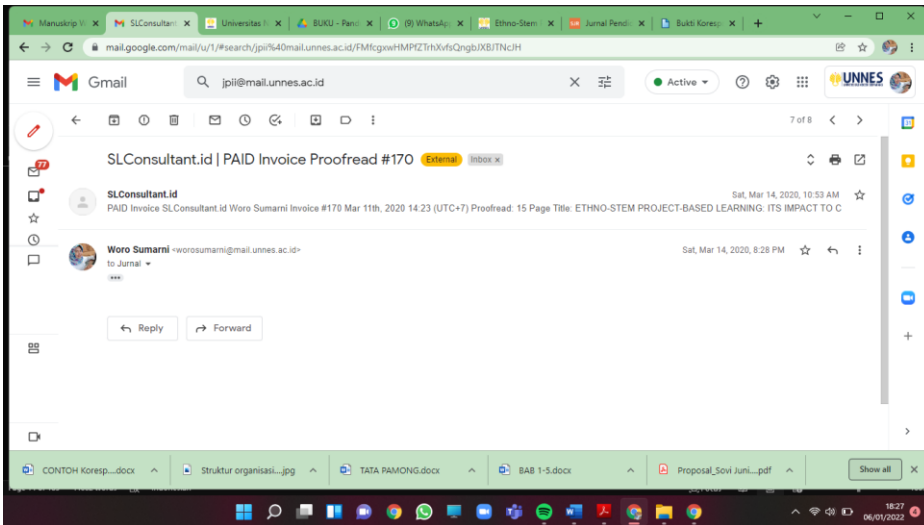 Manuskrip W
SLConsultant
Universitas N
BUKU - Pand
(9) WhatsAp
Ethno-Stem
Jurnal Pendid
Bukti Koresp
mail.google.com/mail/u/1/#search/jpii%40mail.unnes.ac.id/FMfcgxwHMPfZTrhXvfsQngbJXBJTNcJH
Gmail
jpii@mail.unnes.ac.id
Active
UNNES
7 of 8
77
SLConsultant.id | PAID Invoice Proofread #170 External Inbox x
SLConsultant.id
Sat, Mar 14, 2020, 10:53 AM
PAID Invoice SLConsultant.id Woro Sumarni Invoice #170 Mar 11th, 2020 14:23 (UTC+7) Proofread: 15 Page Title: ETHNO-STEM PROJECT-BASED LEARNING: ITS IMPACT TO C
Woro Sumarni <worosumarni@mail.unnes.ac.id>
Sat, Mar 14, 2020, 8:28 PM
to Jurnal
Reply
Forward
CONTOH Koresp....docx
Struktur organisasi....jpg
TATA PAMONG.docx
BAB 1-5.docx
Proposal_Sovi Juni....pdf
Show all
18:27
06/01/2022